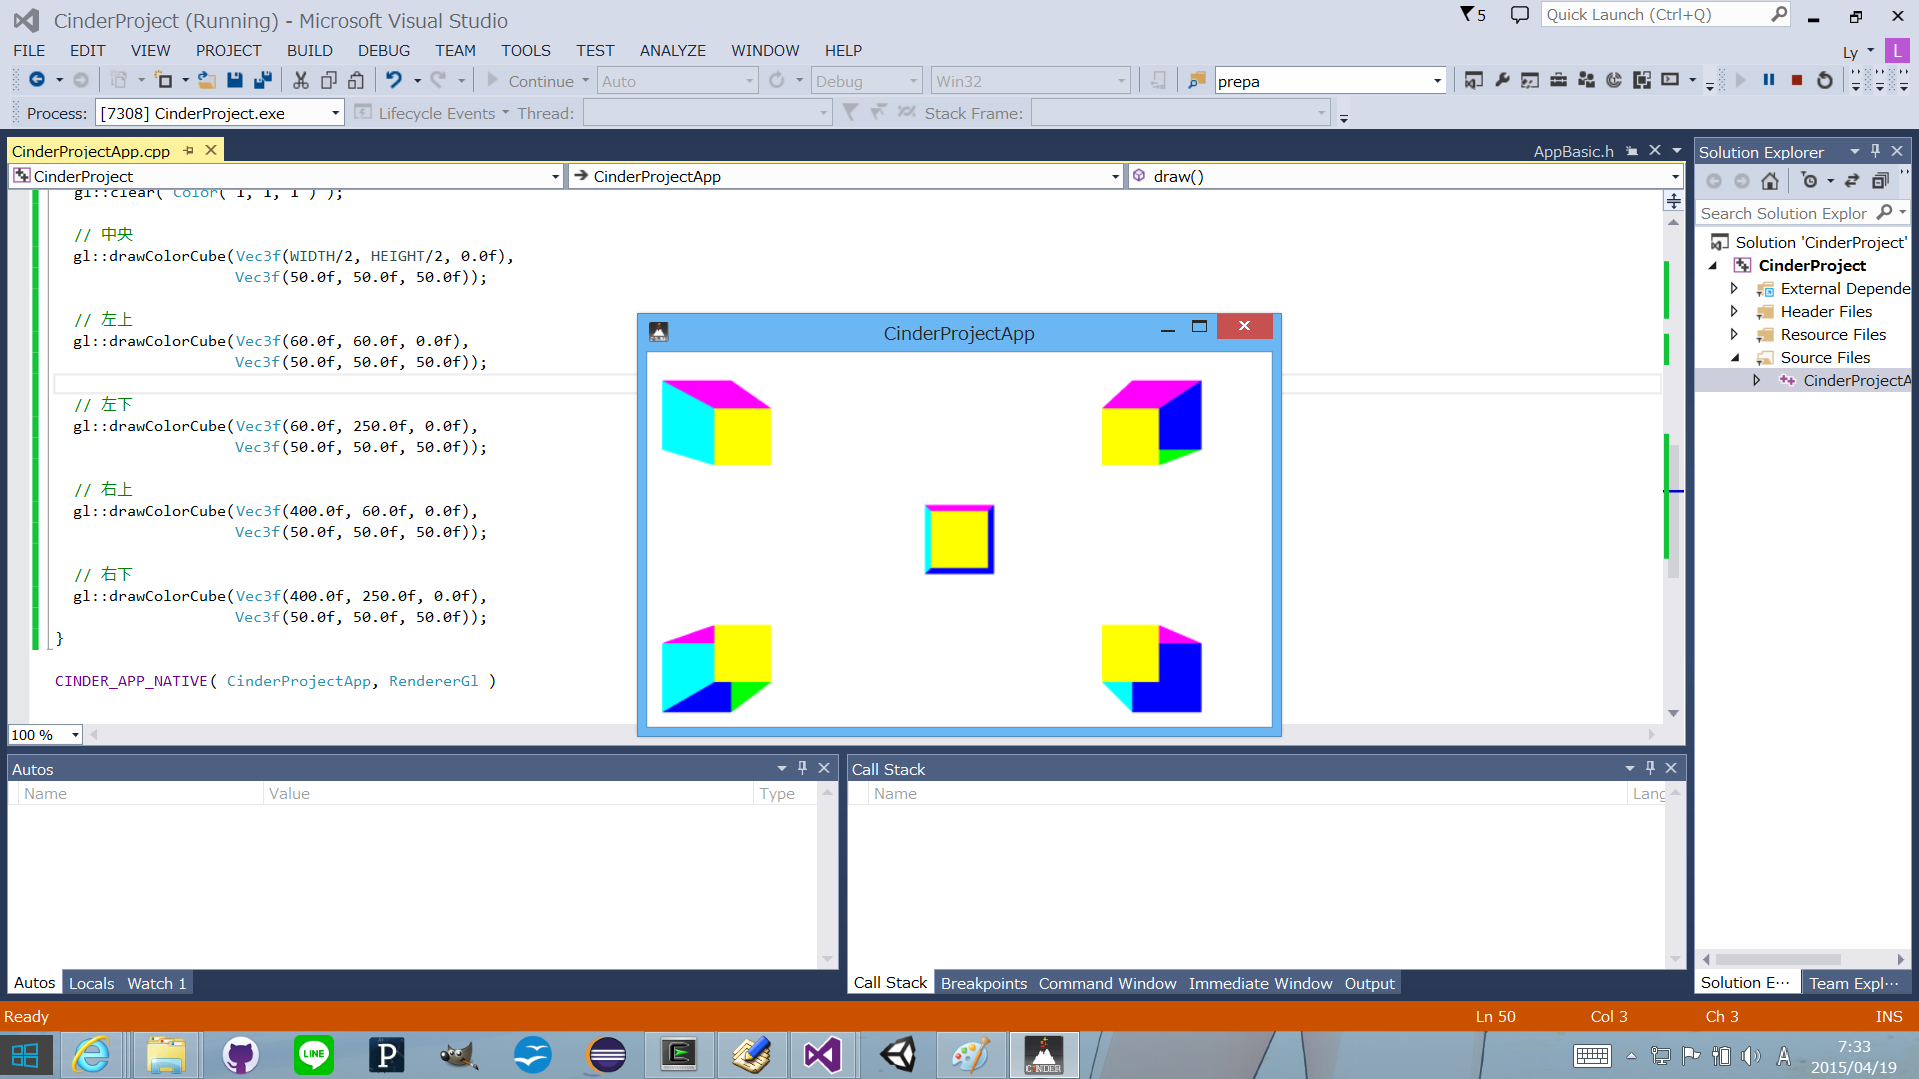 CinderProject (Running) - Microsoft Visual Studio
5
Quick Launch (Ctrl+Q)
FILE EDIT VIEW PROJECT BUILD DEBUG TEAM TOOLS TEST ANALYZE WINDOW HELP
Ly L
Continue Auto Debug Win32 prepa
Process: [7308] CinderProject.exe Lifecycle Events Thread: Stack Frame:
CinderProjectApp.cpp
AppBasic.h
CinderProject CinderProjectApp draw()
gl::clear( Color( 1, 1, 1 ) );
// 中央
gl::drawColorCube(Vec3f(WIDTH/2, HEIGHT/2, 0.0f),
Vec3f(50.0f, 50.0f, 50.0f));
// 左上
gl::drawColorCube(Vec3f(60.0f, 60.0f, 0.0f),
Vec3f(50.0f, 50.0f, 50.0f));
// 左下
gl::drawColorCube(Vec3f(60.0f, 250.0f, 0.0f),
Vec3f(50.0f, 50.0f, 50.0f));
// 右上
gl::drawColorCube(Vec3f(400.0f, 60.0f, 0.0f),
Vec3f(50.0f, 50.0f, 50.0f));
// 右下
gl::drawColorCube(Vec3f(400.0f, 250.0f, 0.0f),
Vec3f(50.0f, 50.0f, 50.0f));
}
CINDER_APP_NATIVE( CinderProjectApp, RendererGl )
100 %
CinderProjectApp
Solution Explorer
Search Solution Explor
Solution 'CinderProject'
CinderProject
External Depende
Header Files
Resource Files
Source Files
CinderProjectA
Autos
Name Value Type
Call Stack
Name Lang
Autos Locals Watch 1
Call Stack Breakpoints Command Window Immediate Window Output
Solution E··· Team Expl···
Ready
Ln 50 Col 3 Ch 3 INS
LINE
P
CINDER
A
7:33
2015/04/19